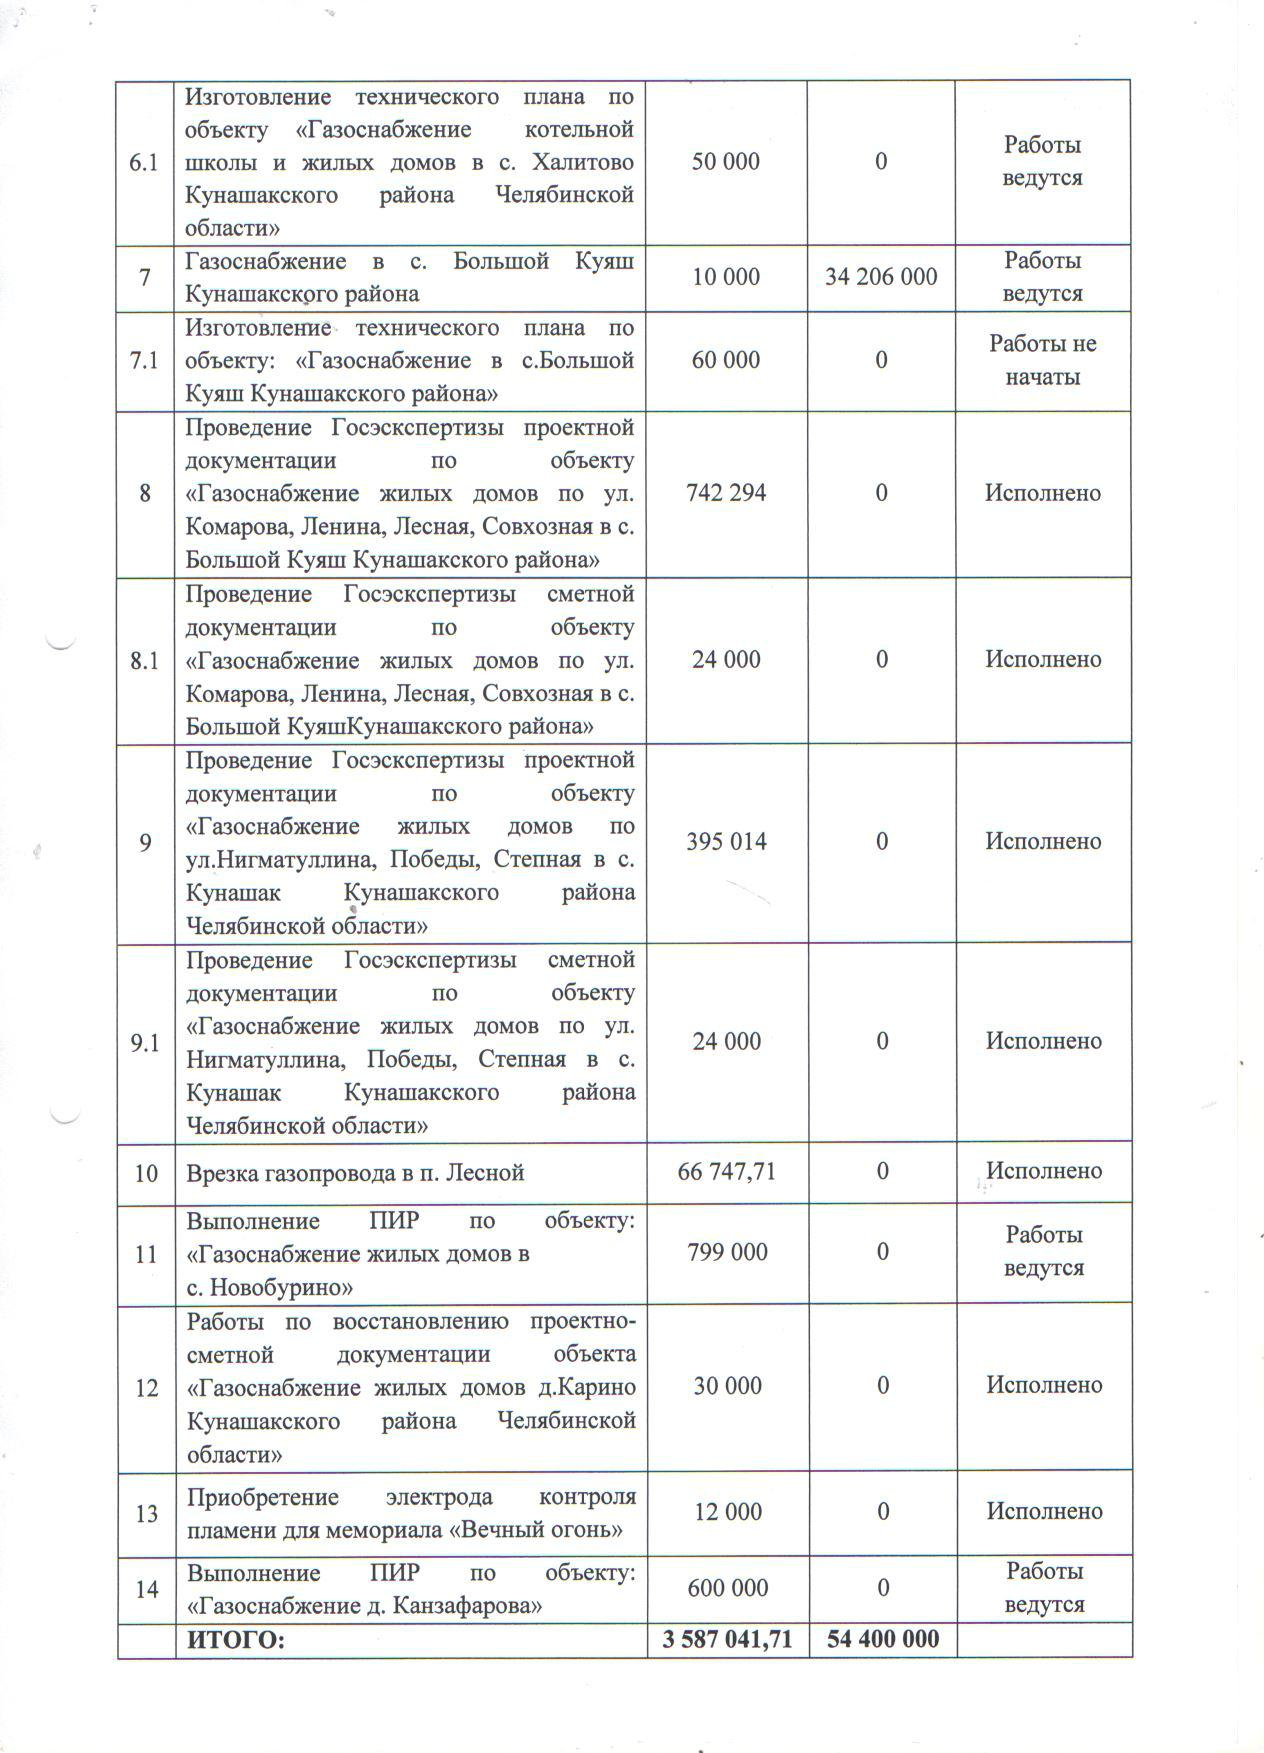 6.1
Изготовление технического плана по
объекту «Газоснабжение котельной
школы и жилых домов в с. Халитово
Кунашакского района Челябинской
области»
50 000
0
Работы
ведутся
7
Газоснабжение в с. Большой Куяш
Кунашакского района
10 000
34 206 000
Работы
ведутся
7.1
Изготовление технического плана по
объекту: «Газоснабжение в с.Большой
Куяш Кунашакского района»
60 000
0
Работы не
начаты
8
Проведение Госэскспертизы проектной
документации по объекту
«Газоснабжение жилых домов по ул.
Комарова, Ленина, Лесная, Совхозная в с.
Большой Куяш Кунашакского района»
742 294
0
Исполнено
8.1
Проведение Госэскспертизы сметной
документации по объекту
«Газоснабжение жилых домов по ул.
Комарова, Ленина, Лесная, Совхозная в с.
Большой КуяшКунашакского района»
24 000
0
Исполнено
9
Проведение Госэскспертизы проектной
документации по объекту
«Газоснабжение жилых домов по
ул.Нигматуллина, Победы, Степная в с.
Кунашак Кунашакского района
Челябинской области»
395 014
0
Исполнено
9.1
Проведение Госэскспертизы сметной
документации по объекту
«Газоснабжение жилых домов по ул.
Нигматуллина, Победы, Степная в с.
Кунашак Кунашакского района
Челябинской области»
24 000
0
Исполнено
10
Врезка газопровода в п. Лесной
66 747,71
0
Исполнено
11
Выполнение ПИР по объекту:
«Газоснабжение жилых домов в
с. Новобурино»
799 000
0
Работы
ведутся
12
Работы по восстановлению проектно-
сметной документации объекта
«Газоснабжение жилых домов д.Карино
Кунашакского района Челябинской
области»
30 000
0
Исполнено
13
Приобретение электрода контроля
пламени для мемориала «Вечный огонь»
12 000
0
Исполнено
14
Выполнение ПИР по объекту:
«Газоснабжение д. Канзафарова»
600 000
0
Работы
ведутся
ИТОГО:
3 587 041,71
54 400 000